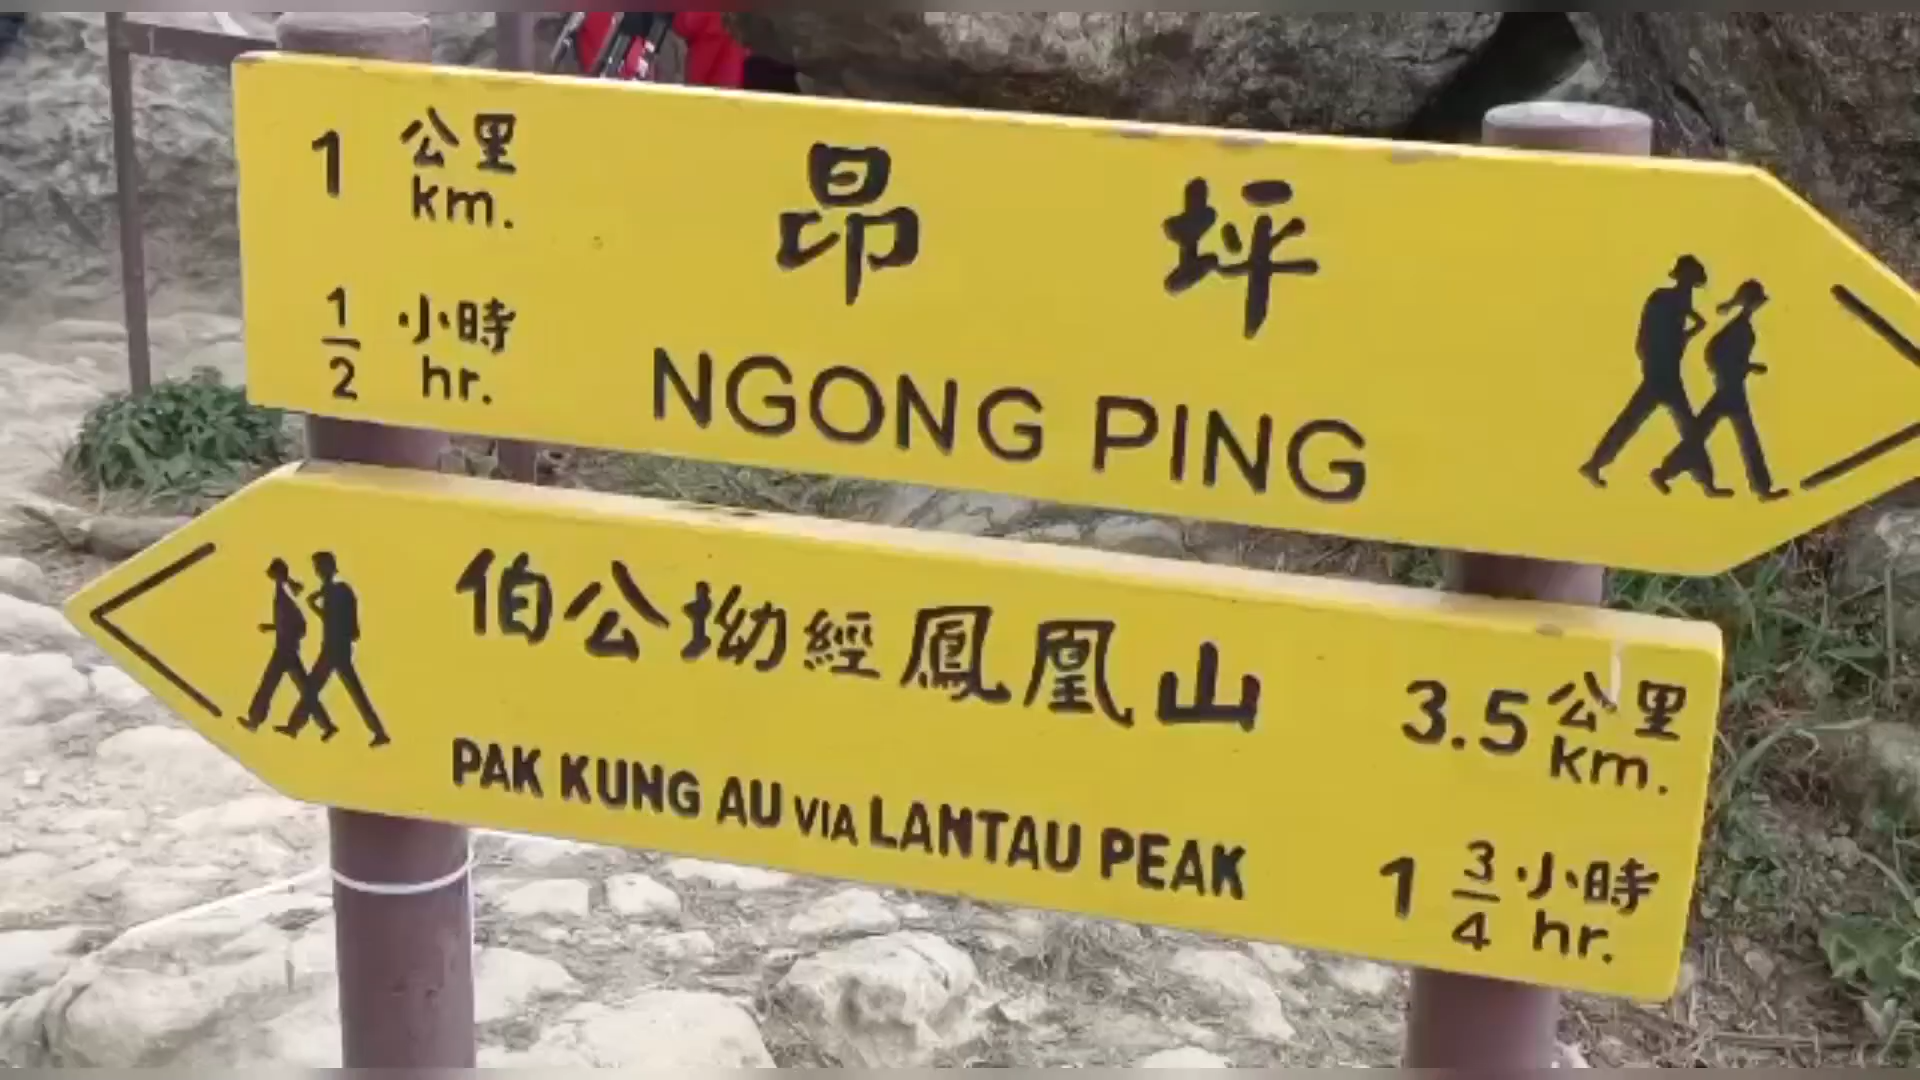 1 公里
km.
1/2 小時
hr.
昂坪
NGONG PING
伯公坳經鳳凰山
PAK KUNG AU VIA LANTAU PEAK
3.5 公里
km.
1 3/4 小時
hr.